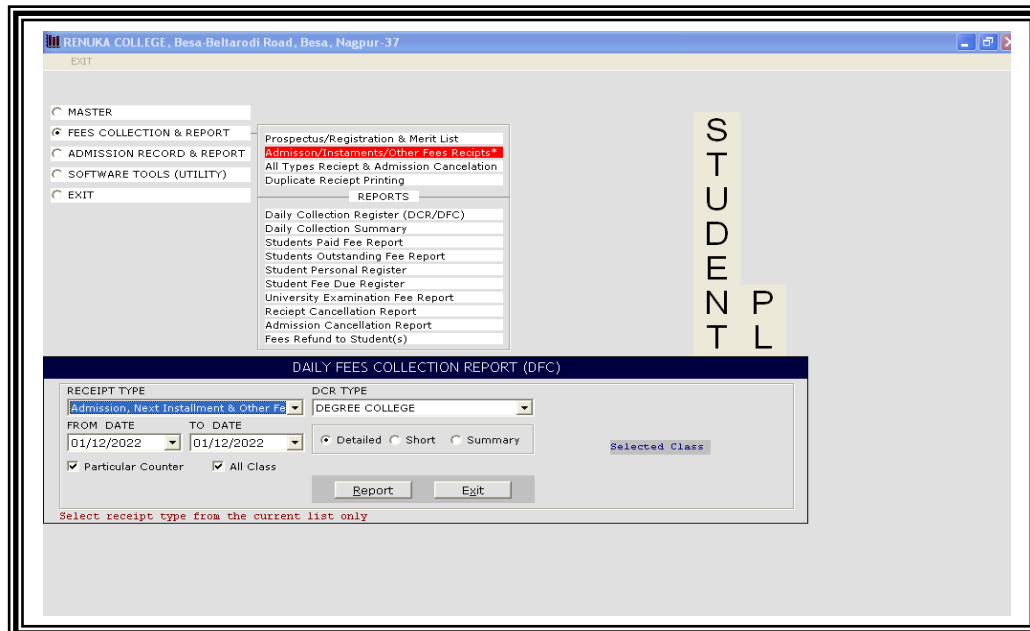 RENUKA COLLEGE, Besa-Beltarodi Road, Besa, Nagpur-37
EXIT
MASTER
FEES COLLECTION & REPORT
ADMISSION RECORD & REPORT
SOFTWARE TOOLS (UTILITY)
EXIT
Prospectus/Registration & Merit List
Admisson/Instaments/Other Fees Recipts*
All Types Reciept & Admission Cancelation
Duplicate Reciept Printing
REPORTS
Daily Collection Register (DCR/DFC)
Daily Collection Summary
Students Paid Fee Report
Students Outstanding Fee Report
Student Personal Register
Student Fee Due Register
University Examination Fee Report
Reciept Cancellation Report
Admission Cancellation Report
Fees Refund to Student(s)
S
T
U
D
E
N P
T L
DAILY FEES COLLECTION REPORT (DFC)
RECEIPT TYPE DCR TYPE
Admission, Next Installment & Other Fe DEGREE COLLEGE
FROM DATE TO DATE
01/12/2022 01/12/2022 Detailed Short Summary
Selected Class
Particular Counter All Class
Report Exit
Select receipt type from the current list only